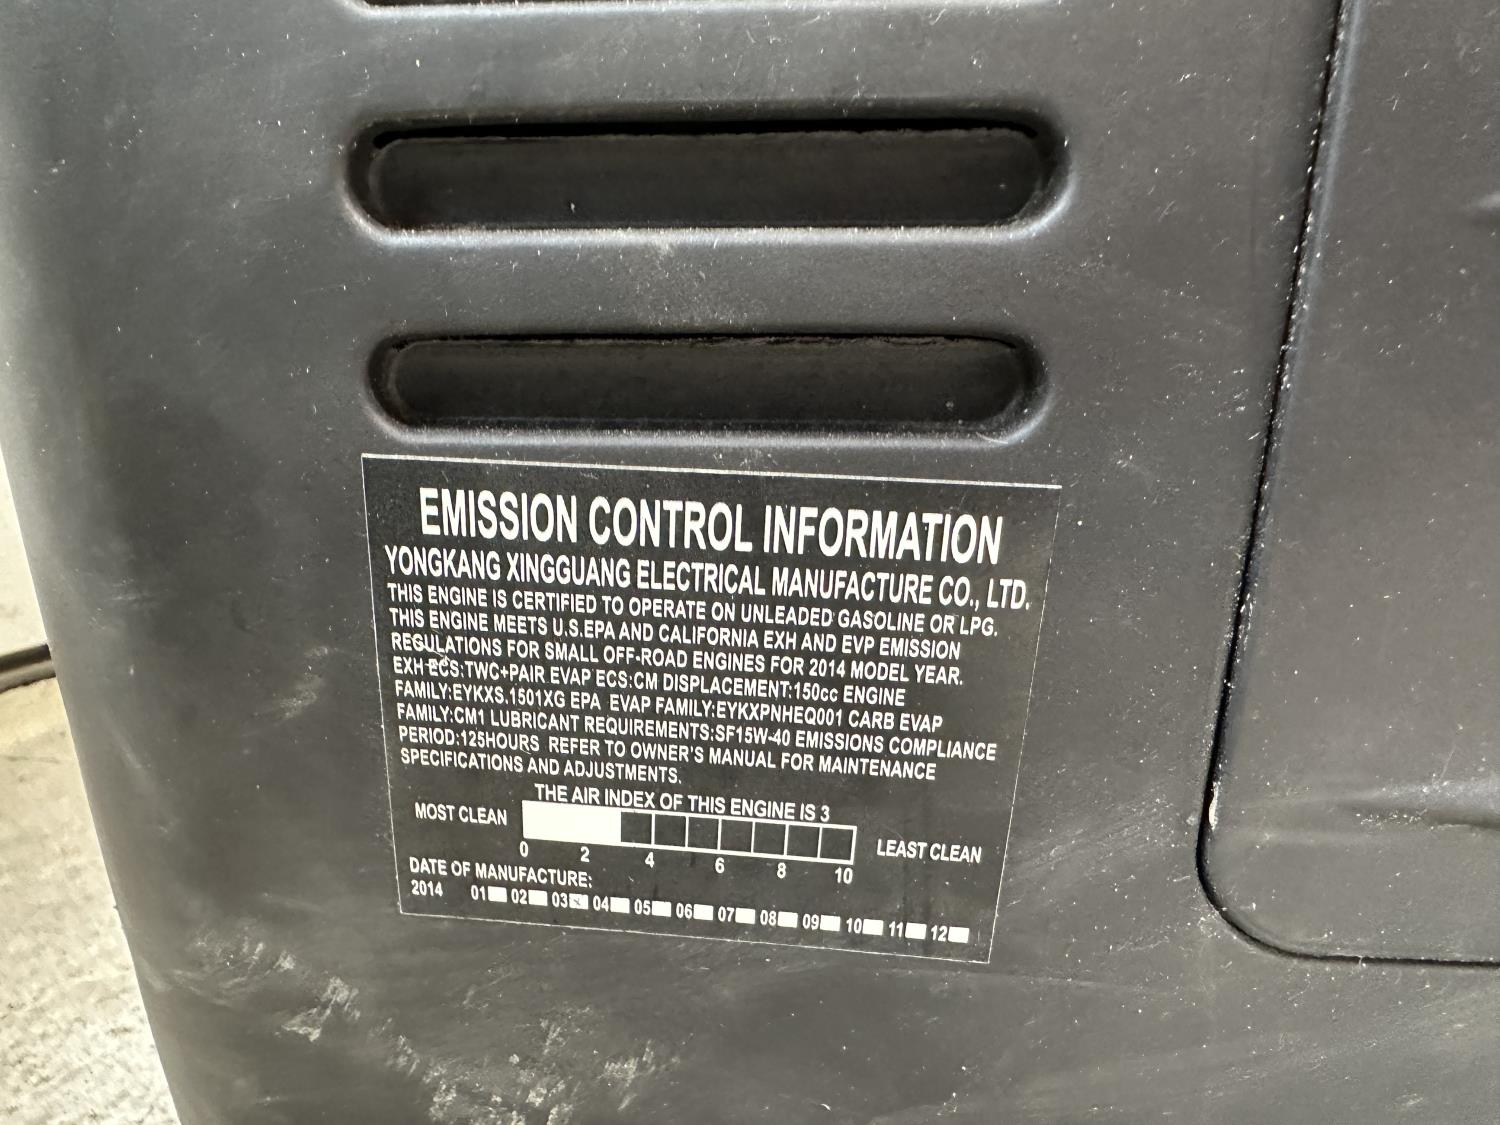 EMISSION CONTROL INFORMATION
YONGKANG XINGGUANG ELECTRICAL MANUFACTURE CO., LTD.
THIS ENGINE IS CERTIFIED TO OPERATE ON UNLEADED GASOLINE OR LPG.
THIS ENGINE MEETS U.S.EPA AND CALIFORNIA EXH AND EVP EMISSION
REGULATIONS FOR SMALL OFF-ROAD ENGINES FOR 2014 MODEL YEAR.
EXH ECS:TWC+PAIR EVAP ECS:CM DISPLACEMENT:150cc ENGINE
FAMILY:EYKXS.1501XG EPA EVAP FAMILY:EYKXPNHEQ001 CARB EVAP
FAMILY:CM1 LUBRICANT REQUIREMENTS:SF15W-40 EMISSIONS COMPLIANCE
PERIOD:125HOURS REFER TO OWNER'S MANUAL FOR MAINTENANCE
SPECIFICATIONS AND ADJUSTMENTS.
THE AIR INDEX OF THIS ENGINE IS 3
MOST CLEAN LEAST CLEAN
0 2 4 6 8 10
DATE OF MANUFACTURE:
2014 01 02 03 04 05 06 07 08 09 10 11 12